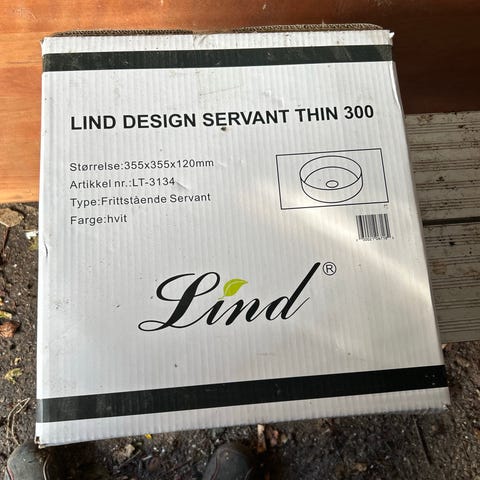 LIND DESIGN SERVANT THIN 300
Størrelse:355x355x120mm
Artikkel nr.:LT-3134
Type:Frittstående Servant
Farge:hvit
Lind ®